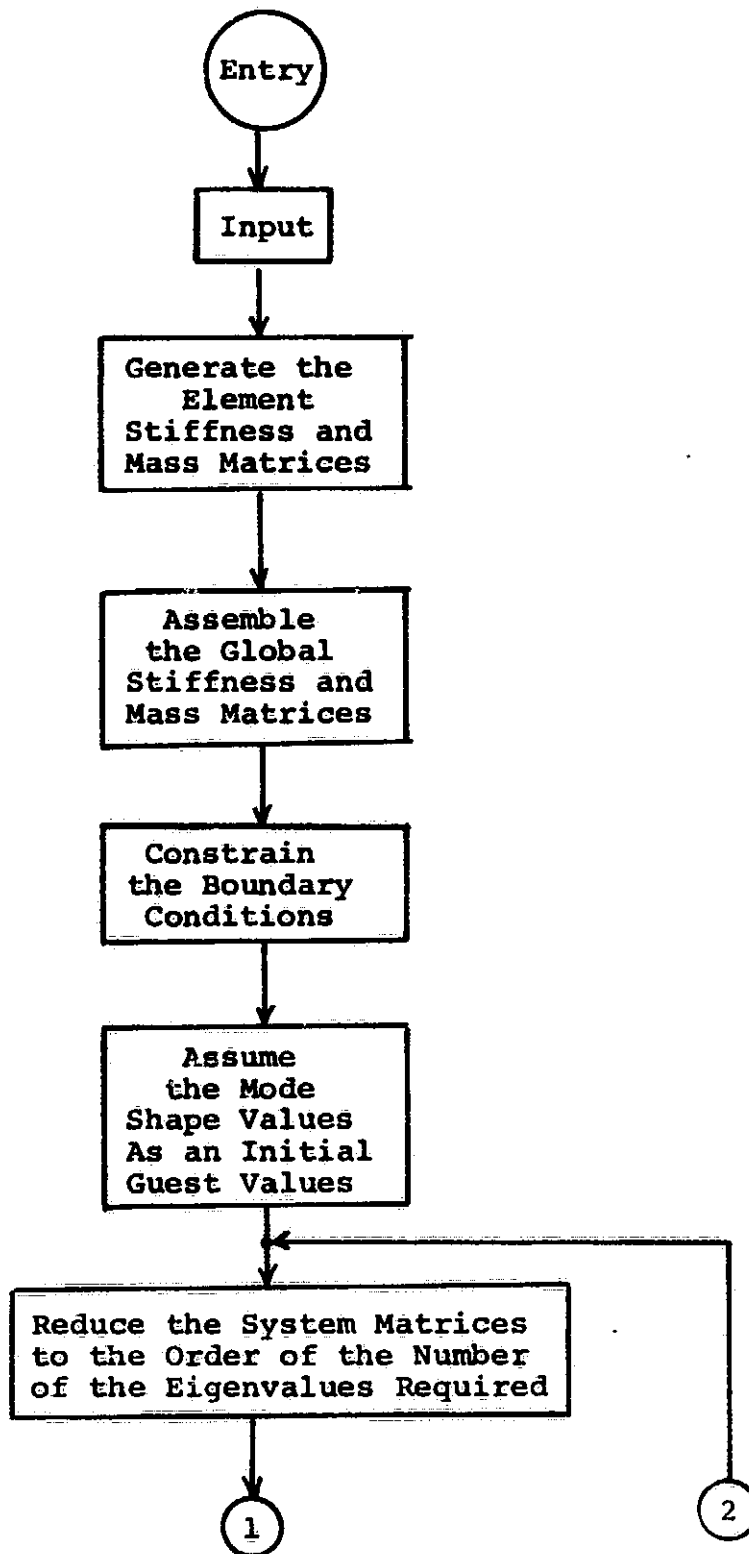 Entry
Input
Generate the
Element
Stiffness and
Mass Matrices
Assemble
the Global
Stiffness and
Mass Matrices
Constrain
the Boundary
Conditions
Assume
the Mode
Shape Values
As an Initial
Guest Values
Reduce the System Matrices
to the Order of the Number
of the Eigenvalues Required
1
2